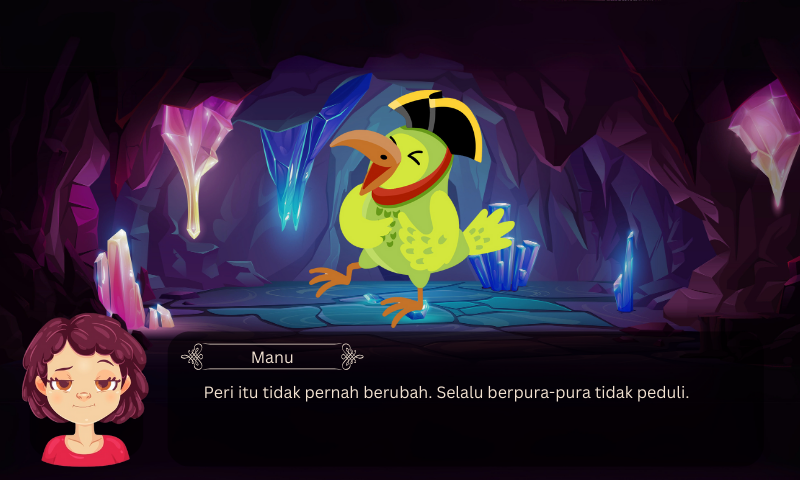 Manu
Peri itu tidak pernah berubah. Selalu berpura-pura tidak peduli.